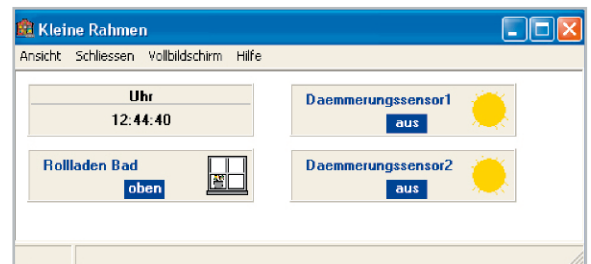 Kleine Rahmen
Ansicht Schliessen Vollbildschirm Hilfe
Uhr
12:44:40
Daemmerungssensor1
aus
Rollladen Bad
oben
Daemmerungssensor2
aus